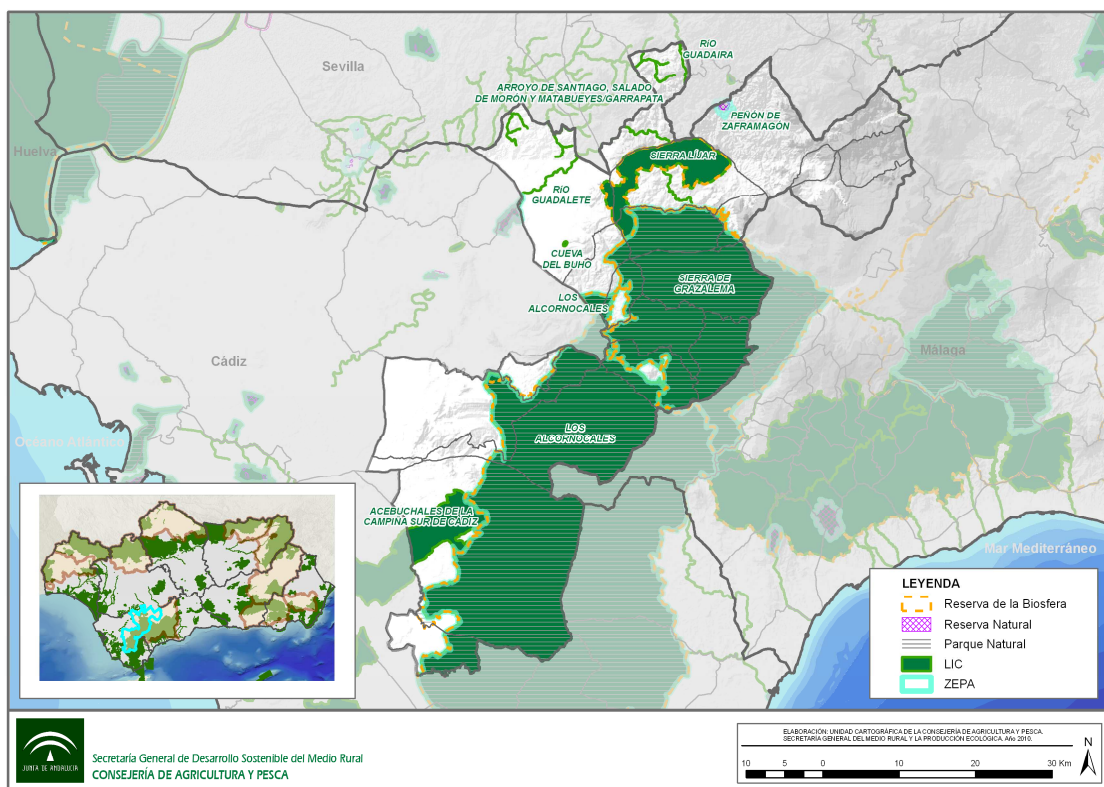 Sevilla
RÍO
GUADAIRA
ARROYO DE SANTIAGO, SALADO
DE MORÓN Y MATABUEYES/GARRAPATA
PEÑÓN DE
ZAFRAMAGÓN
Huelva
SIERRA LÍJAR
RÍO
GUADALETE
CUEVA
DEL BUHO
SIERRA DE
GRAZALEMA
LOS
ALCORNOCALES
Cádiz
Málaga
LOS
ALCORNOCALES
Océano Atlántico
ACEBUCHALES DE LA
CAMPIÑA SUR DE CÁDIZ
Mar Mediterráneo
LEYENDA
Reserva de la Biosfera
Reserva Natural
Parque Natural
LIC
ZEPA
JUNTA DE ANDALUCIA
Secretaría General de Desarrollo Sostenible del Medio Rural
CONSEJERÍA DE AGRICULTURA Y PESCA
ELABORACIÓN: UNIDAD CARTOGRÁFICA DE LA CONSEJERÍA DE AGRICULTURA Y PESCA.
SECRETARÍA GENERAL DEL MEDIO RURAL Y LA PRODUCCIÓN ECOLÓGICA. Año 2010.
N
10 5 0 10 20 30 Km